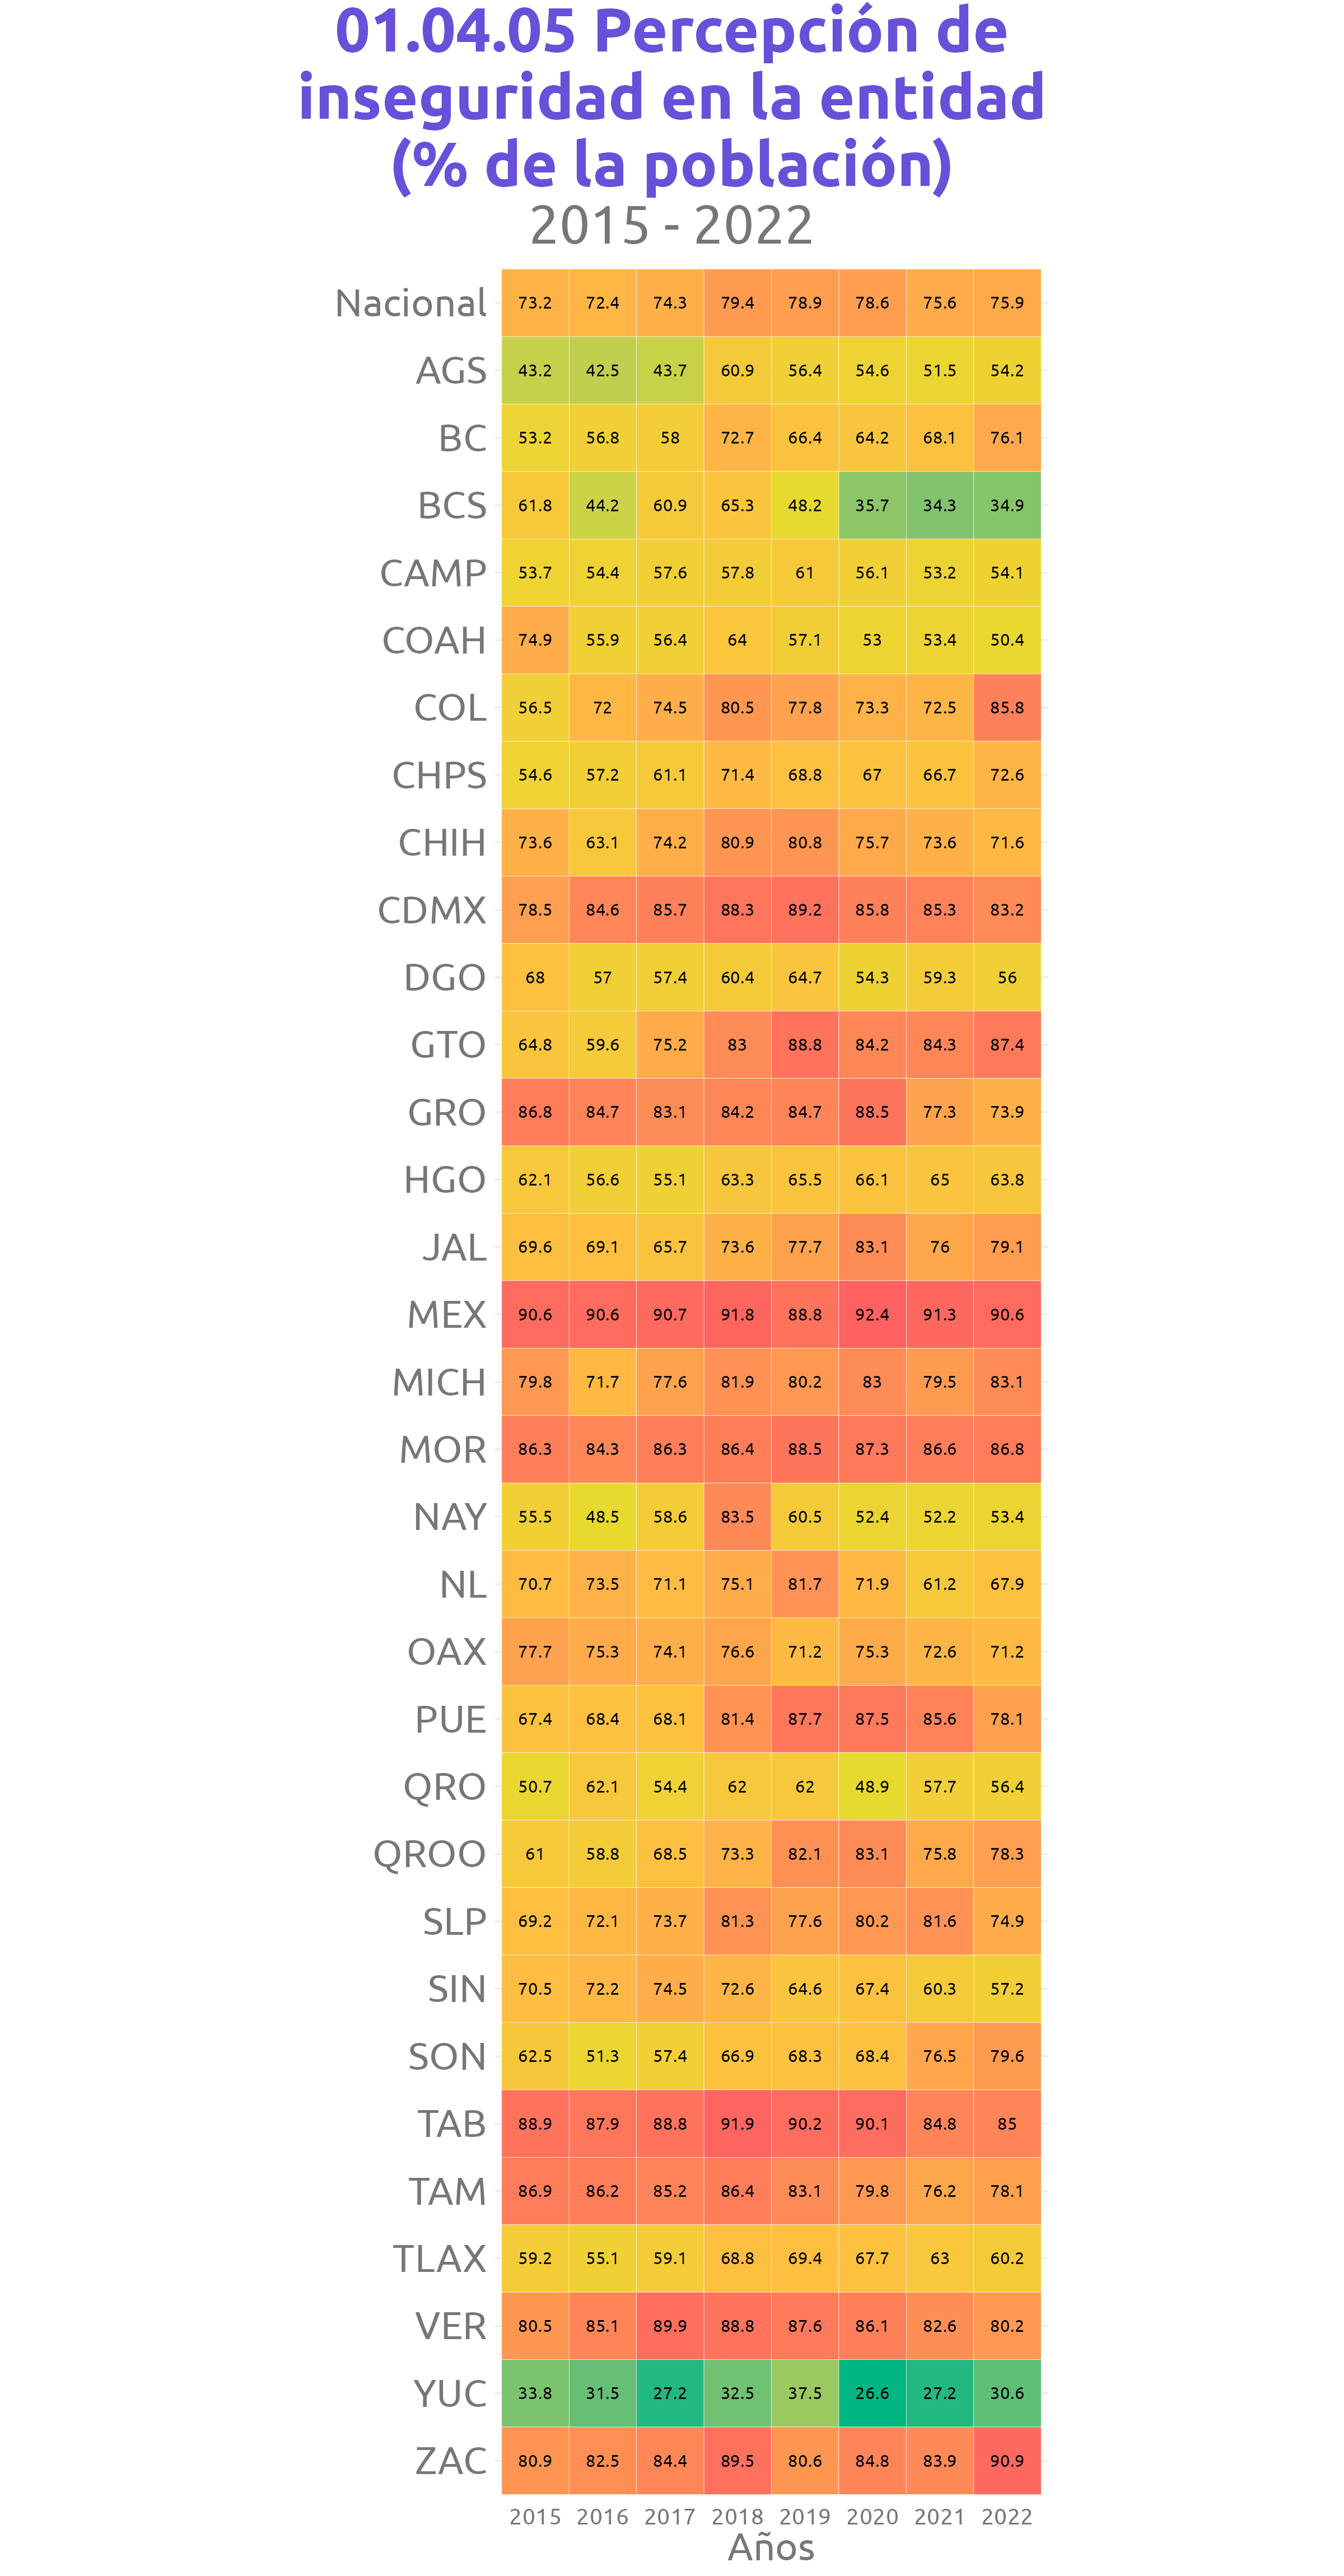 01.04.05 Percepción de
inseguridad en la entidad
(% de la población)
2015 - 2022
Nacional 73.2 72.4 74.3 79.4 78.9 78.6 75.6 75.9
AGS 43.2 42.5 43.7 60.9 56.4 54.6 51.5 54.2
BC 53.2 56.8 58 72.7 66.4 64.2 68.1 76.1
BCS 61.8 44.2 60.9 65.3 48.2 35.7 34.3 34.9
CAMP 53.7 54.4 57.6 57.8 61 56.1 53.2 54.1
COAH 74.9 55.9 56.4 64 57.1 53 53.4 50.4
COL 56.5 72 74.5 80.5 77.8 73.3 72.5 85.8
CHPS 54.6 57.2 61.1 71.4 68.8 67 66.7 72.6
CHIH 73.6 63.1 74.2 80.9 80.8 75.7 73.6 71.6
CDMX 78.5 84.6 85.7 88.3 89.2 85.8 85.3 83.2
DGO 68 57 57.4 60.4 64.7 54.3 59.3 56
GTO 64.8 59.6 75.2 83 88.8 84.2 84.3 87.4
GRO 86.8 84.7 83.1 84.2 84.7 88.5 77.3 73.9
HGO 62.1 56.6 55.1 63.3 65.5 66.1 65 63.8
JAL 69.6 69.1 65.7 73.6 77.7 83.1 76 79.1
MEX 90.6 90.6 90.7 91.8 88.8 92.4 91.3 90.6
MICH 79.8 71.7 77.6 81.9 80.2 83 79.5 83.1
MOR 86.3 84.3 86.3 86.4 88.5 87.3 86.6 86.8
NAY 55.5 48.5 58.6 83.5 60.5 52.4 52.2 53.4
NL 70.7 73.5 71.1 75.1 81.7 71.9 61.2 67.9
OAX 77.7 75.3 74.1 76.6 71.2 75.3 72.6 71.2
PUE 67.4 68.4 68.1 81.4 87.7 87.5 85.6 78.1
QRO 50.7 62.1 54.4 62 62 48.9 57.7 56.4
QROO 61 58.8 68.5 73.3 82.1 83.1 75.8 78.3
SLP 69.2 72.1 73.7 81.3 77.6 80.2 81.6 74.9
SIN 70.5 72.2 74.5 72.6 64.6 67.4 60.3 57.2
SON 62.5 51.3 57.4 66.9 68.3 68.4 76.5 79.6
TAB 88.9 87.9 88.8 91.9 90.2 90.1 84.8 85
TAM 86.9 86.2 85.2 86.4 83.1 79.8 76.2 78.1
TLAX 59.2 55.1 59.1 68.8 69.4 67.7 63 60.2
VER 80.5 85.1 89.9 88.8 87.6 86.1 82.6 80.2
YUC 33.8 31.5 27.2 32.5 37.5 26.6 27.2 30.6
ZAC 80.9 82.5 84.4 89.5 80.6 84.8 83.9 90.9
2015 2016 2017 2018 2019 2020 2021 2022
Años